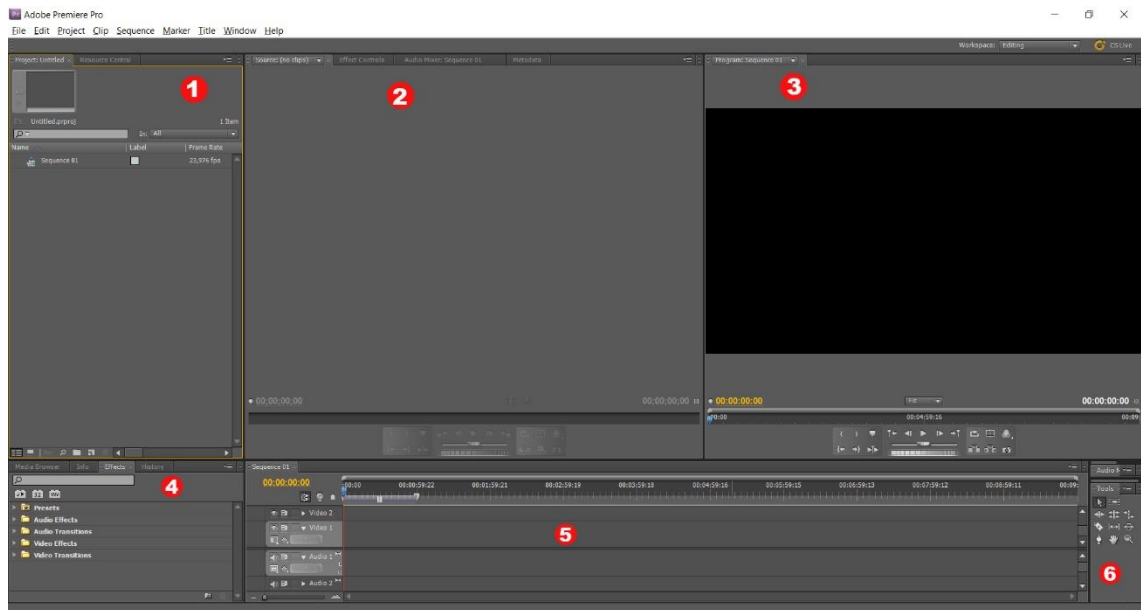 Adobe Premiere Pro
File Edit Project Clip Sequence Marker Title Window Help
Workspace: Editing CS Live
Project: Untitled Resource Central
Source: (no clips) Effect Controls Audio Mixer: Sequence 01 Metadata
Program: Sequence 01
1
2
3
Untitled.prproj 1 Item
In: All
Name Label Frame Rate
Sequence 01 23,976 fps
00;00;00;00 00;00;00;00
00:00:00:00 Fit 00:00:00:00
00:00 00:04:59:16 00:09
Media Browser Info Effects History
4
Presets
Audio Effects
Audio Transitions
Video Effects
Video Transitions
Sequence 01
00:00:00:00
00:00 00:00:59:22 00:01:59:21 00:02:59:19 00:03:59:18 00:04:59:16 00:05:59:15 00:06:59:13 00:07:59:12 00:08:59:11 00:09:
Video 2
Video 1
5
Audio 1
Audio 2
Audio
Tools
6